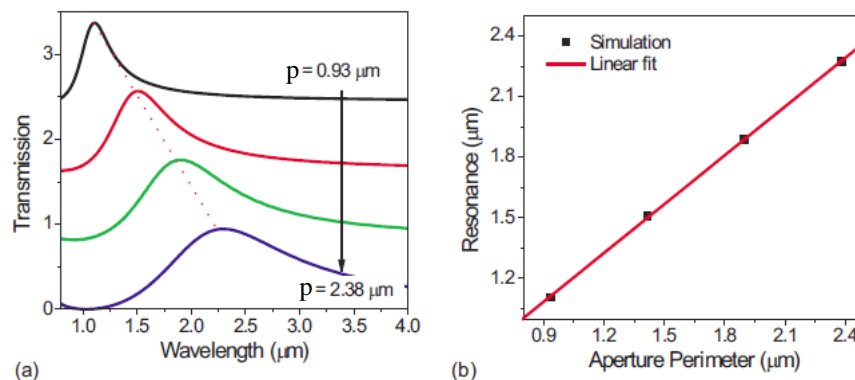 3
2
1
0
Transmission
p=0.93 μm
p=2.38 μm
1.0 1.5 2.0 2.5 3.0 3.5 4.0
Wavelength (μm)
(a)
2.4
2.1
1.8
1.5
1.2
Resonance (μm)
Simulation
Linear fit
0.9 1.2 1.5 1.8 2.1 2.4
Aperture Perimeter (μm)
(b)